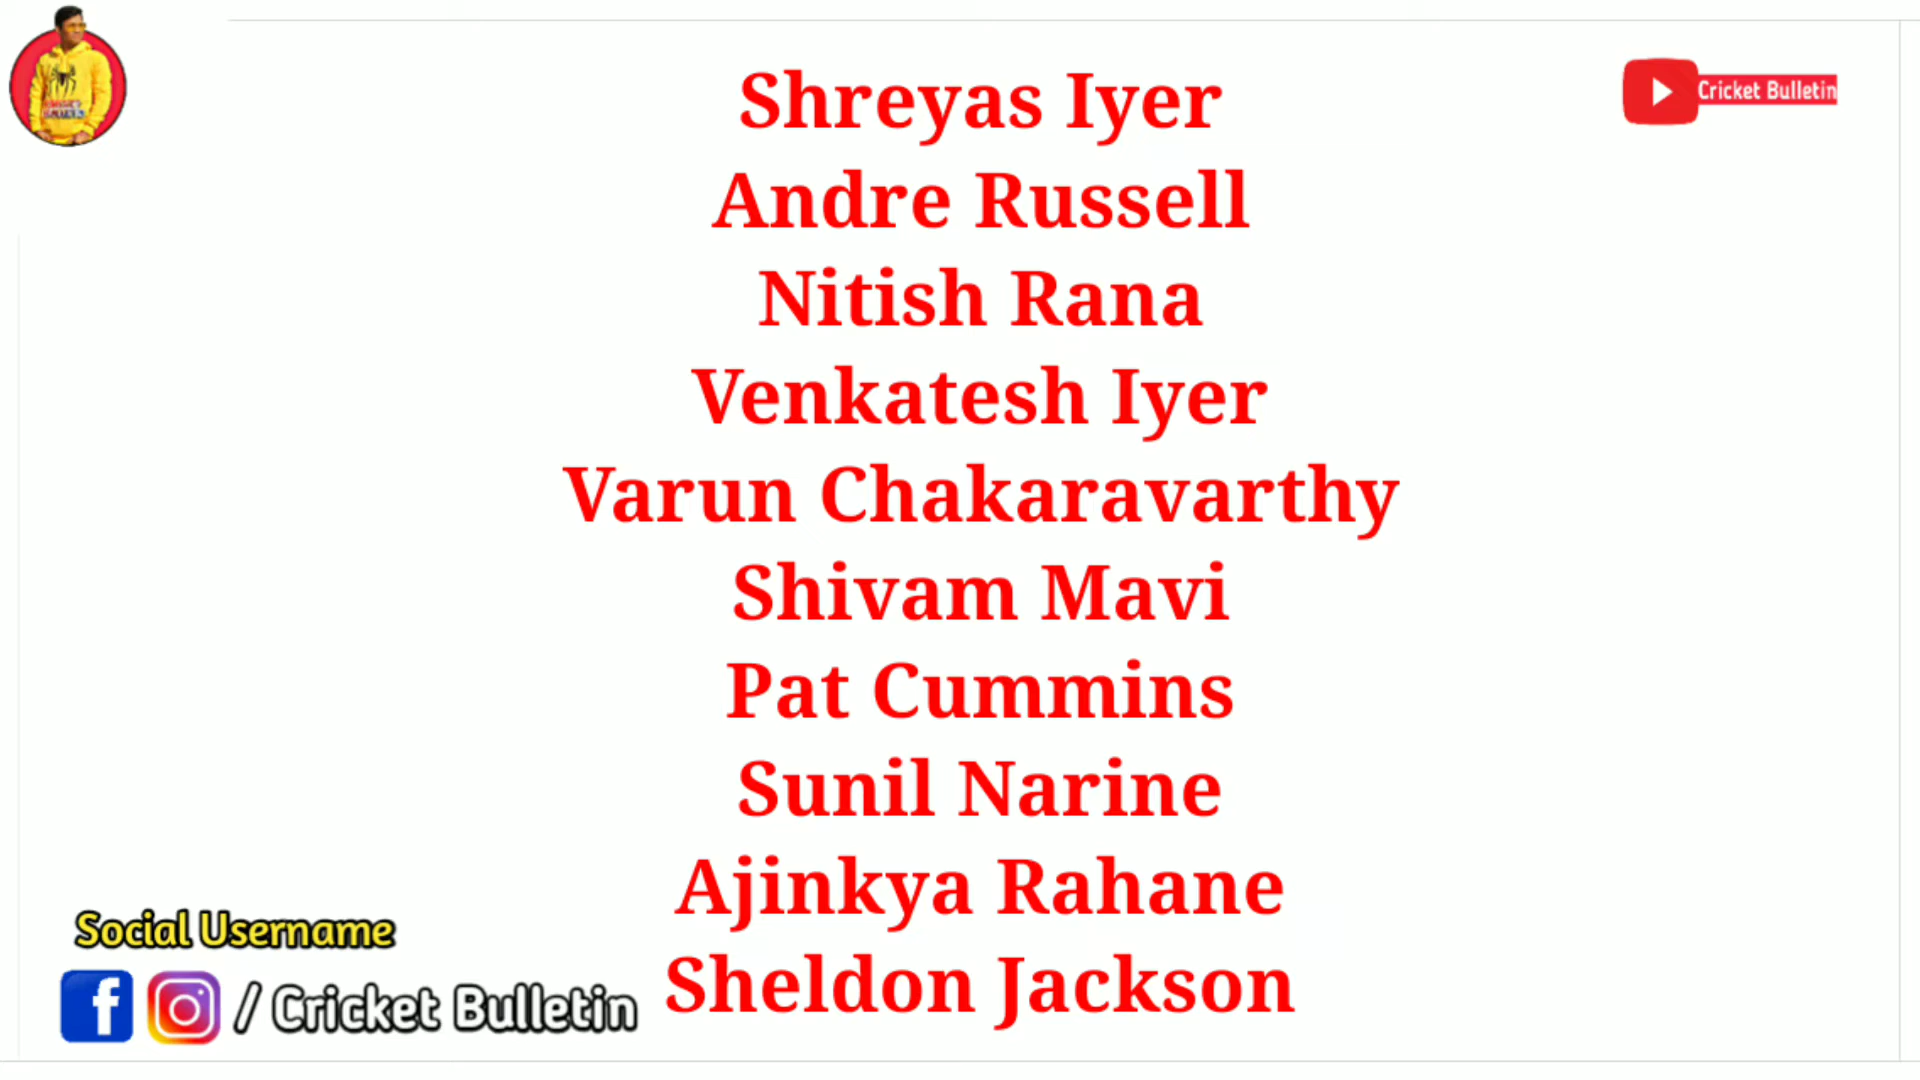 Shreyas Iyer
Cricket Bulletin
Andre Russell
Nitish Rana
Venkatesh Iyer
Varun Chakaravarthy
Shivam Mavi
Pat Cummins
Sunil Narine
Ajinkya Rahane
Sheldon Jackson
Social Username
/ Cricket Bulletin